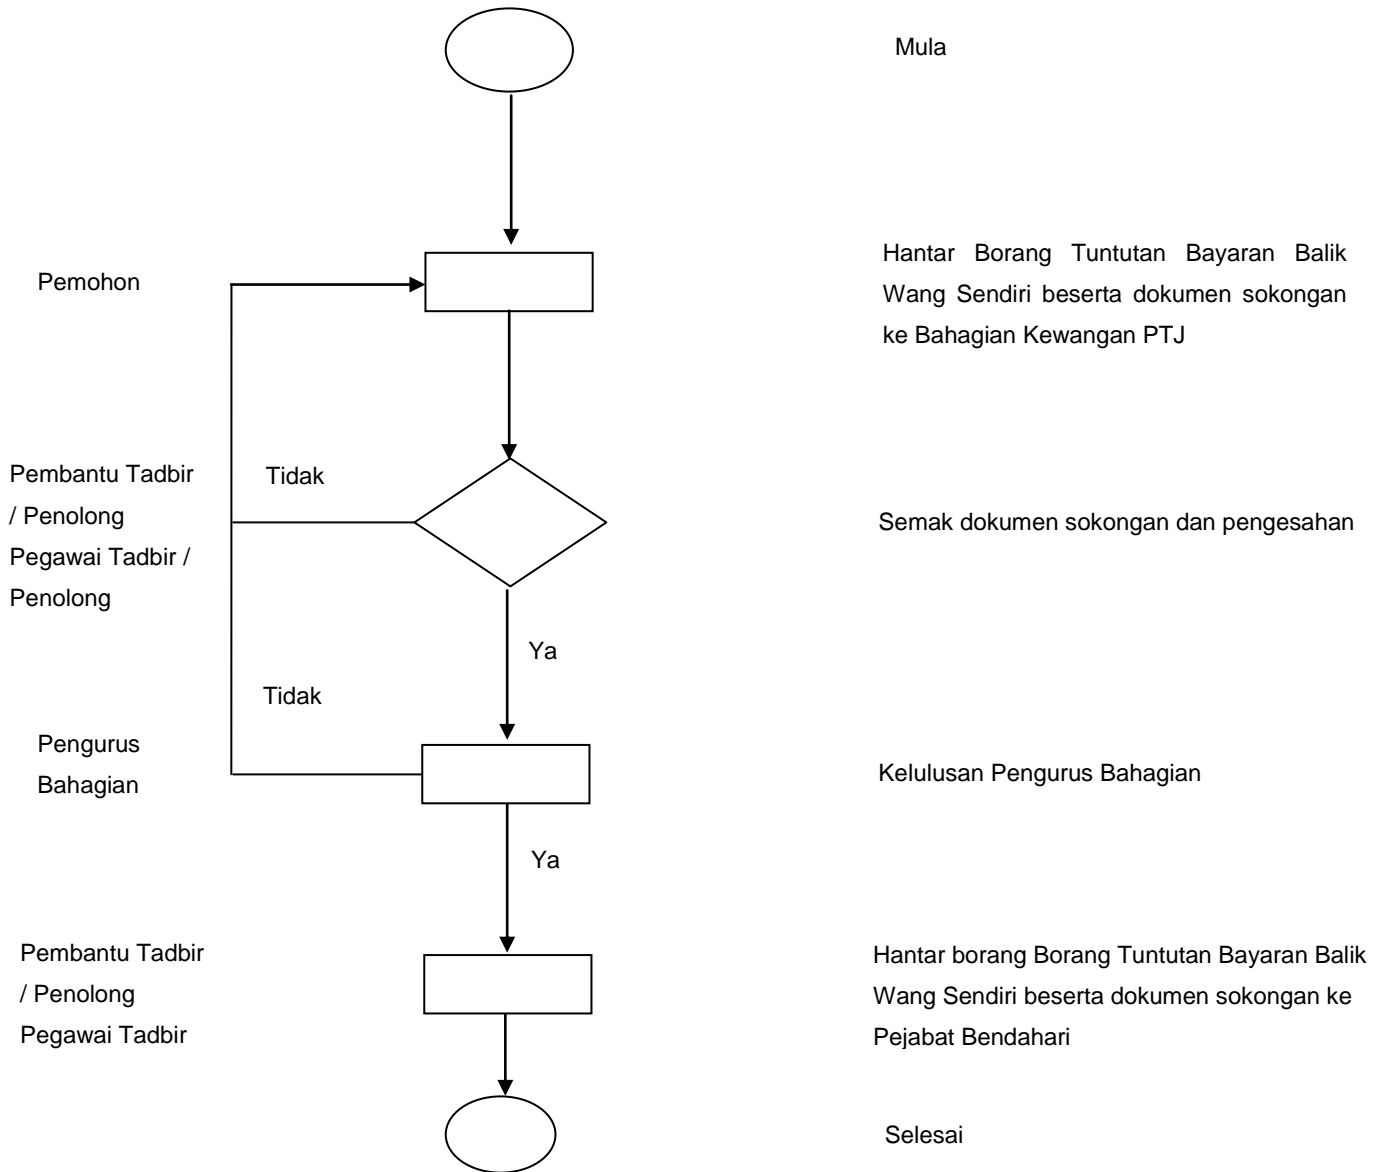 Mula
Pemohon
Hantar Borang Tuntutan Bayaran Balik
Wang Sendiri beserta dokumen sokongan
ke Bahagian Kewangan PTJ
Pembantu Tadbir
/ Penolong
Pegawai Tadbir /
Penolong
Tidak
Semak dokumen sokongan dan pengesahan
Ya
Tidak
Pengurus
Bahagian
Kelulusan Pengurus Bahagian
Ya
Pembantu Tadbir
/ Penolong
Pegawai Tadbir
Hantar borang Borang Tuntutan Bayaran Balik
Wang Sendiri beserta dokumen sokongan ke
Pejabat Bendahari
Selesai